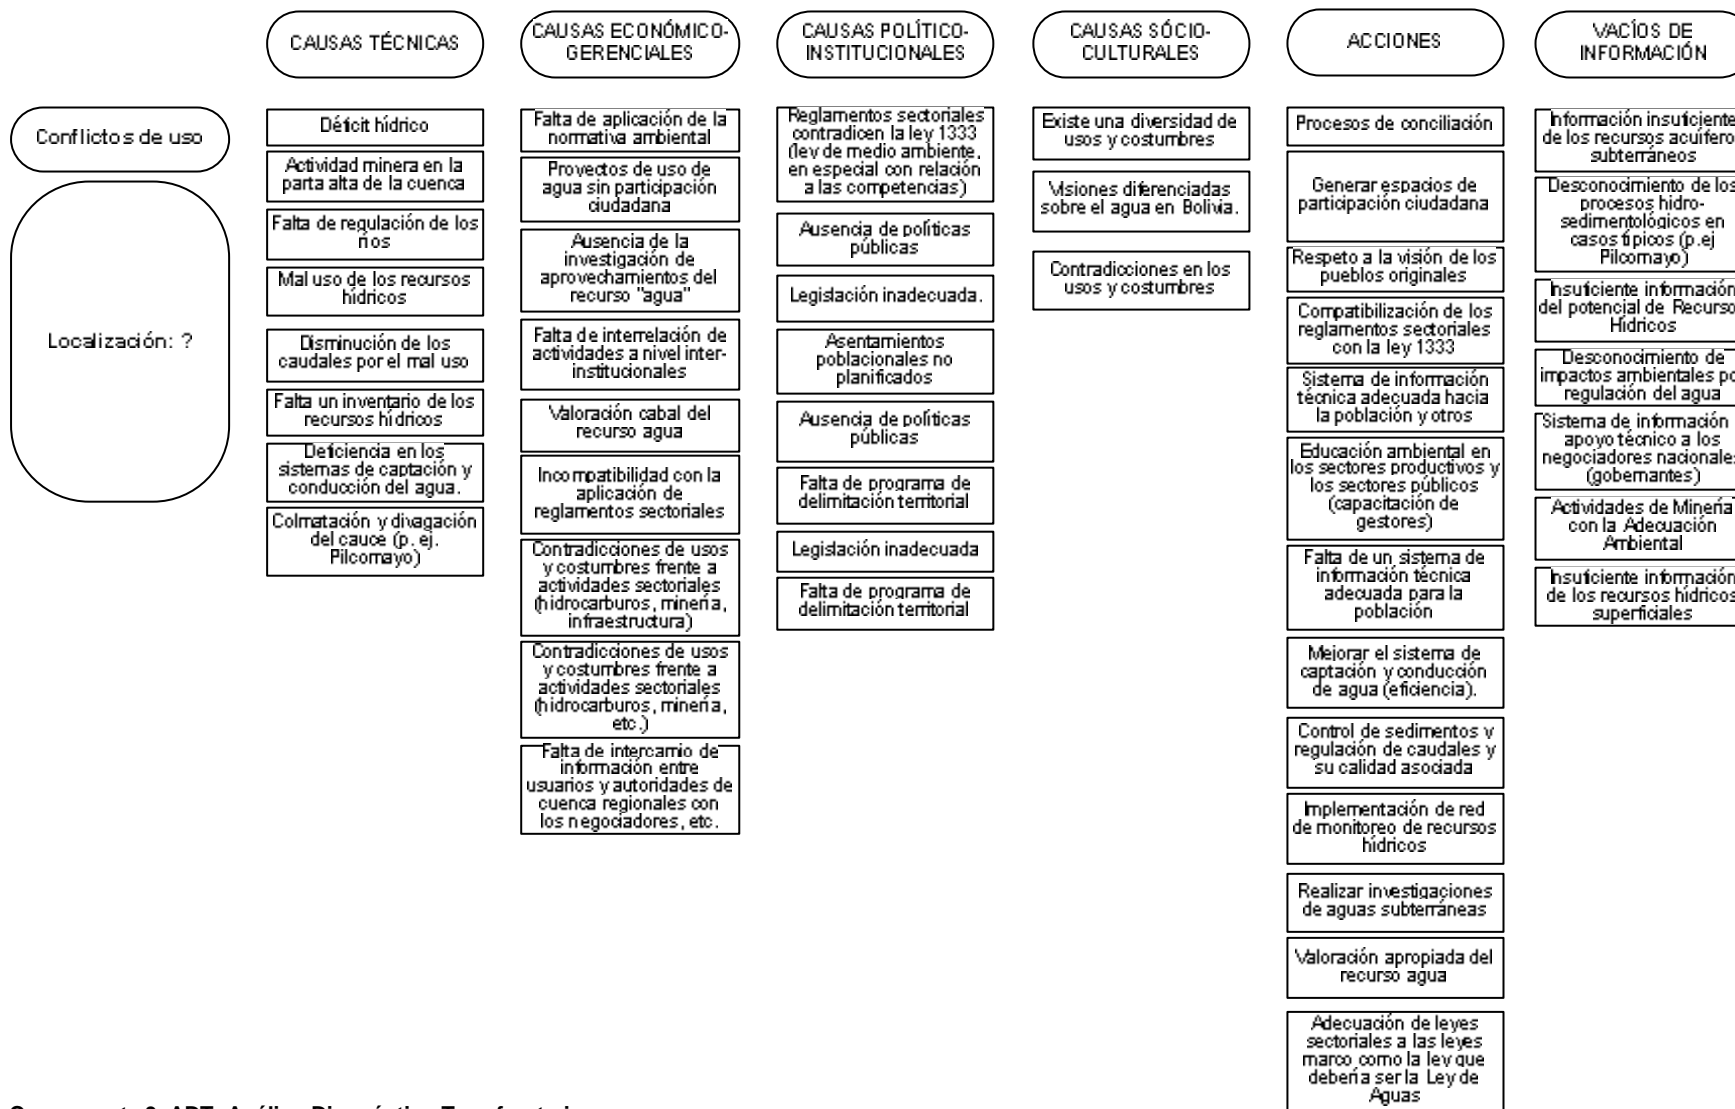 CAUSAS TÉCNICAS
CAUSAS ECONÓMICO-
GERENCIALES
CAUSAS POLÍTICO-
INSTITUCIONALES
CAUSAS SÓCIO-
CULTURALES
ACCIONES
VACÍOS DE
INFORMACIÓN
Conflictos de uso
Localización: ?
Déficit hídrico
Actividad minera en la
parta alta de la cuenca
Falta de regulación de los
ríos
Mal uso de los recursos
hídricos
Disminución de los
caudales por el mal uso
Falta un inventario de los
recursos hídricos
Deficiencia en los
sistemas de captación y
conducción del agua.
Colmatación y divagación
del cauce (p. ej.
Pilcomayo)
Falta de aplicación de la
normativa ambiental
Proyectos de uso de
agua sin participación
ciudadana
Ausencia de la
investigación de
aprovechamientos del
recurso "agua"
Falta de interrelación de
actividades a nivel inter-
institucionales
Valoración cabal del
recurso agua
Incompatibilidad con la
aplicación de
reglamentos sectoriales
Contradicciones de usos
y costumbres frente a
actividades sectoriales
(hidrocarburos, minería,
infraestructura)
Contradicciones de usos
y costumbres frente a
actividades sectoriales
(hidrocarburos, minería,
etc.)
Falta de intercamio de
información entre
usuarios y autoridades de
cuenca regionales con
los negociadores, etc.
Reglamentos sectoriales
contradicen la ley 1333
(ley de medio ambiente,
en especial con relación
a las competencias)
Ausencia de políticas
públicas
Legislación inadecuada.
Asentamientos
poblacionales no
planificados
Ausencia de políticas
públicas
Falta de programa de
delimitación territorial
Legislación inadecuada
Falta de programa de
delimitación territorial
Existe una diversidad de
usos y costumbres
Visiones diferenciadas
sobre el agua en Bolivia.
Contradicciones en los
usos y costumbres
Procesos de conciliación
Generar espacios de
participación ciudadana
Respeto a la visión de los
pueblos originales
Compatibilización de los
reglamentos sectoriales
con la ley 1333
Sistema de información
técnica adecuada hacia
la población y otros
Educación ambiental en
los sectores productivos y
los sectores públicos
(capacitación de
gestores)
Falta de un sistema de
información técnica
adecuada para la
población
Mejorar el sistema de
captación y conducción
de agua (eficiencia).
Control de sedimentos y
regulación de caudales y
su calidad asociada
Implementación de red
de monitoreo de recursos
hídricos
Realizar investigaciones
de aguas subterráneas
Valoración apropiada del
recurso agua
Adecuación de leyes
sectoriales a las leyes
marco como la ley que
debería ser la Ley de
Aguas
Información insuficiente
de los recursos acuífero
subterráneos
Desconocimiento de los
procesos hidro-
sedimentológicos en
casos típicos (p.ej
Pilcomayo)
Insuficiente información
del potencial de Recurso
Hídricos
Desconocimiento de
impactos ambientales po
regulación del agua
Sistema de información
apoyo técnico a los
negociadores nacionales
(gobernantes)
Actividades de Minería
con la Adecuación
Ambiental
Insuficiente información
de los recursos hídricos
superficiales